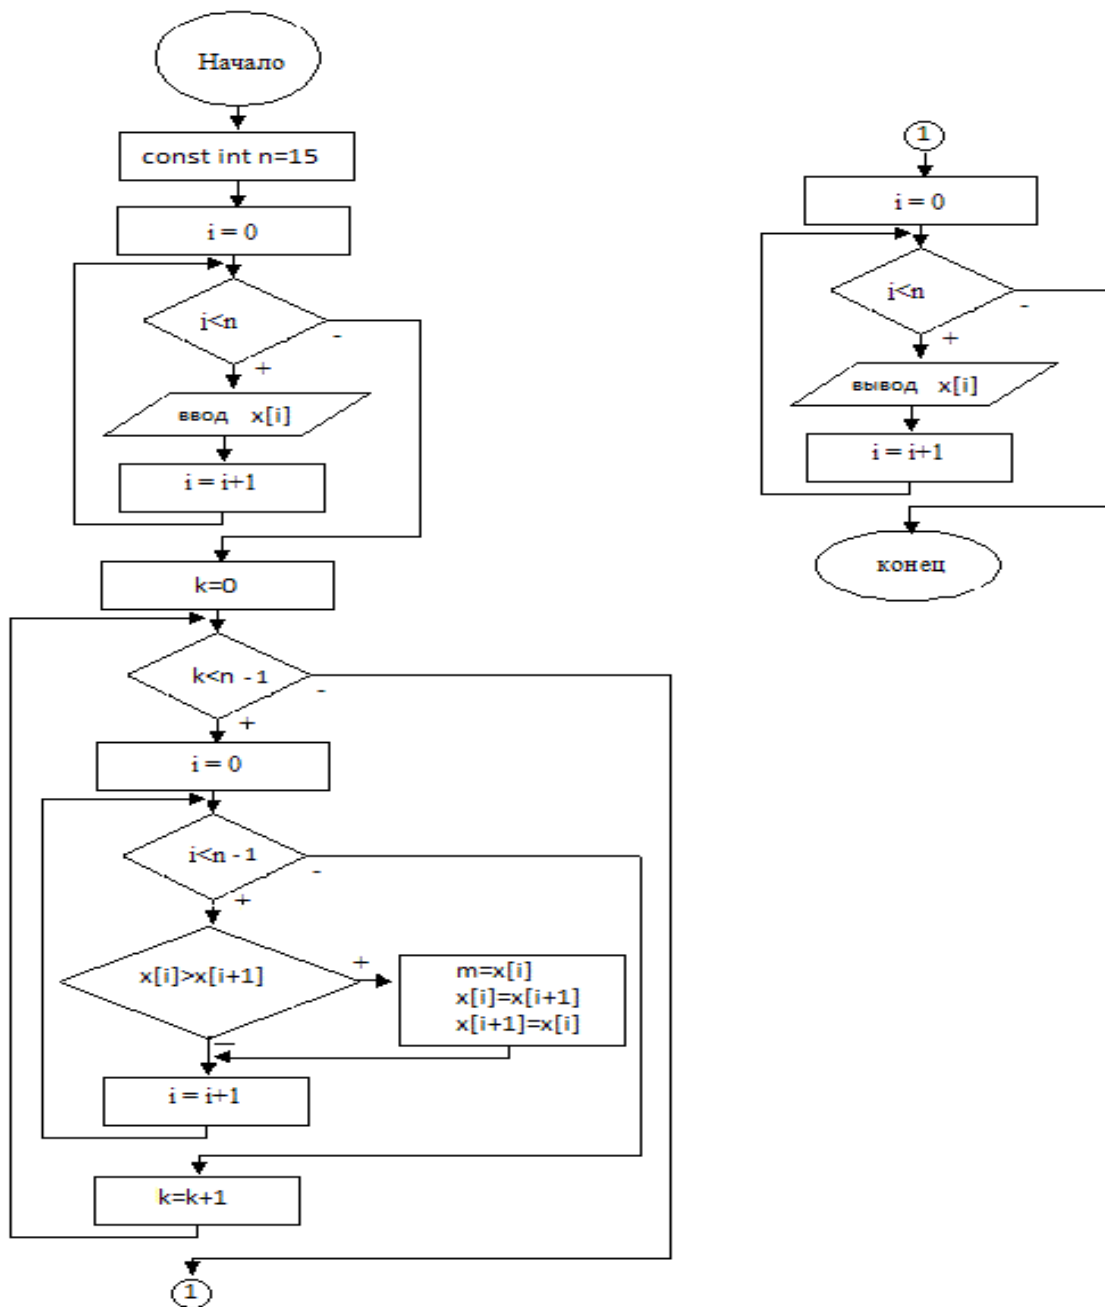 Начало
const int n=15
i = 0
i<n
-
+
ввод x[i]
i = i+1
k=0
k<n - 1
-
+
i = 0
i<n - 1
-
+
x[i]>x[i+1]
+
m=x[i]
x[i]=x[i+1]
x[i+1]=x[i]
–
i = i+1
k=k+1
1
1
i = 0
i<n
-
+
вывод x[i]
i = i+1
конец